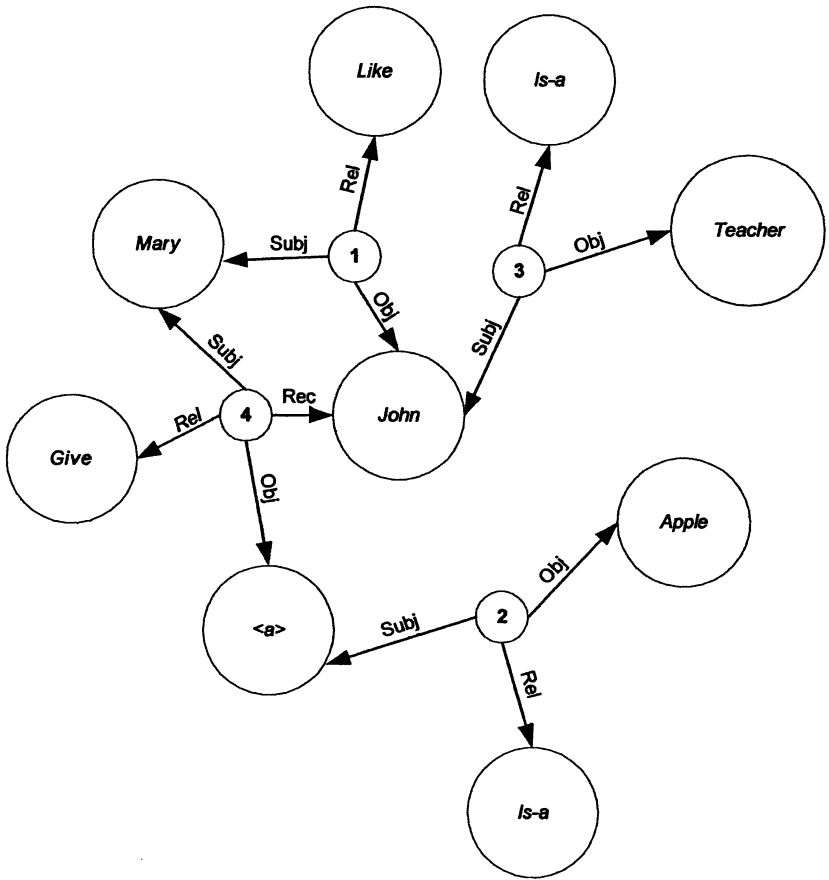 Like
Is-a
Rel
Rel
Mary
Subj
1
Obj
3
Obj
Teacher
Subj
Subj
Give
Rel
4
Rec
John
Obj
Apple
<a>
Subj
2
Obj
Rel
Is-a